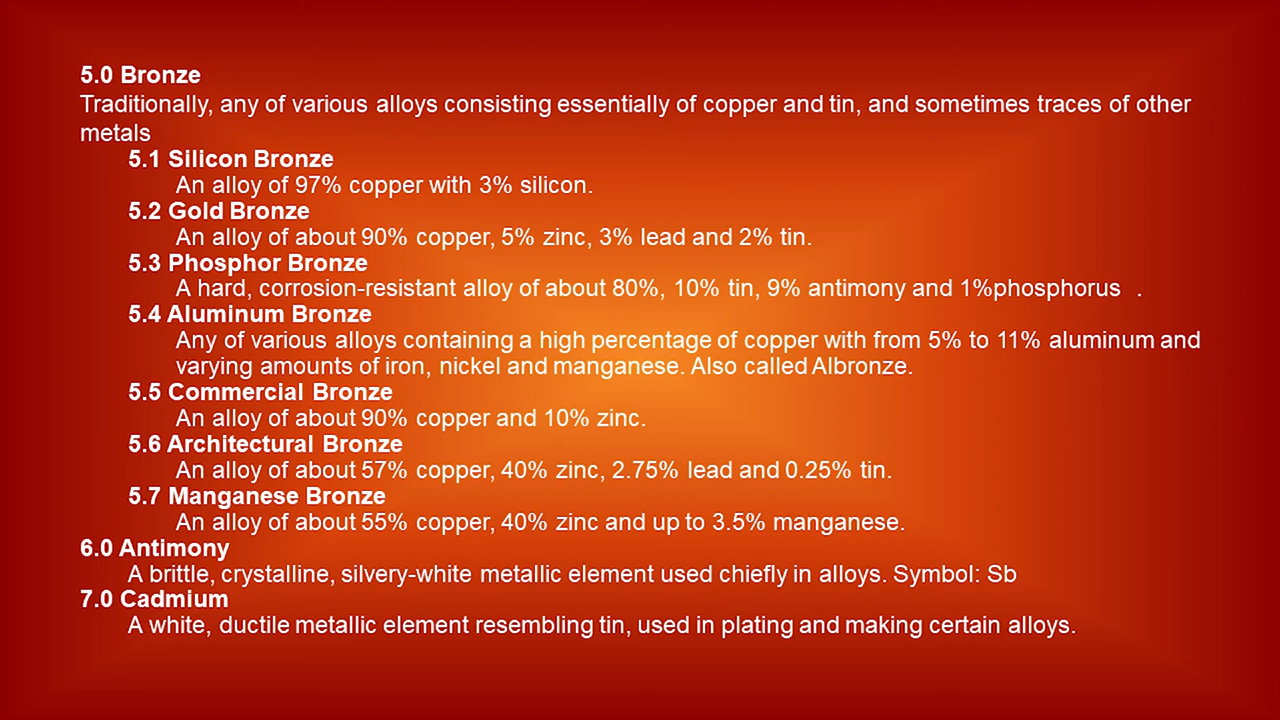 5.0 Bronze
Traditionally, any of various alloys consisting essentially of copper and tin, and sometimes traces of other
metals
5.1 Silicon Bronze
An alloy of 97% copper with 3% silicon.
5.2 Gold Bronze
An alloy of about 90% copper, 5% zinc, 3% lead and 2% tin.
5.3 Phosphor Bronze
A hard, corrosion-resistant alloy of about 80%, 10% tin, 9% antimony and 1%phosphorus .
5.4 Aluminum Bronze
Any of various alloys containing a high percentage of copper with from 5% to 11% aluminum and
varying amounts of iron, nickel and manganese. Also called Albronze.
5.5 Commercial Bronze
An alloy of about 90% copper and 10% zinc.
5.6 Architectural Bronze
An alloy of about 57% copper, 40% zinc, 2.75% lead and 0.25% tin.
5.7 Manganese Bronze
An alloy of about 55% copper, 40% zinc and up to 3.5% manganese.
6.0 Antimony
A brittle, crystalline, silvery-white metallic element used chiefly in alloys. Symbol: Sb
7.0 Cadmium
A white, ductile metallic element resembling tin, used in plating and making certain alloys.